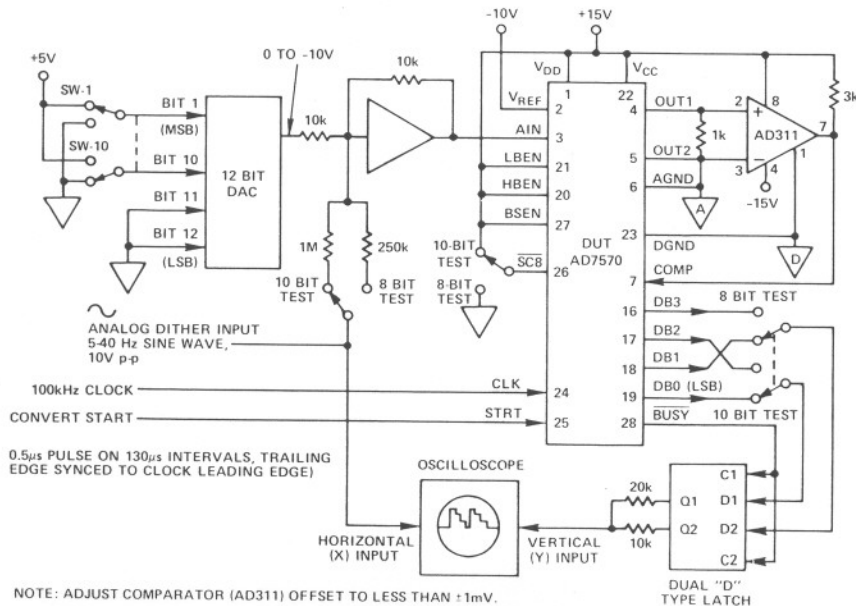 -10V
+15V
0 TO -10V
+5V
SW-1
BIT 1
(MSB)
SW-10
BIT 10
BIT 11
BIT 12
(LSB)
12 BIT
DAC
10k
10k
1M
250k
10 BIT
TEST
8 BIT
TEST
VDD
VCC
VREF
1
22
2
AIN
3
LBEN
21
HBEN
20
BSEN
27
10-BIT
TEST
SC8
26
8-BIT
TEST
DUT
AD7570
4
OUT1
5
OUT2
6
AGND
1k
2
+
8
AD311
7
3
−
4
1
-15V
3k
A
23
DGND
D
7
COMP
16
DB3
8 BIT TEST
17
DB2
18
DB1
19
DB0 (LSB)
28
BUSY
10 BIT TEST
ANALOG DITHER INPUT
5-40 Hz SINE WAVE,
10V p-p
100kHz CLOCK
CLK
24
CONVERT START
STRT
25
0.5μs PULSE ON 130μs INTERVALS, TRAILING
EDGE SYNCED TO CLOCK LEADING EDGE)
OSCILLOSCOPE
HORIZONTAL
(X) INPUT
VERTICAL
(Y) INPUT
20k
10k
Q1
Q2
C1
D1
D2
C2
DUAL "D"
TYPE LATCH
NOTE: ADJUST COMPARATOR (AD311) OFFSET TO LESS THAN ±1mV.